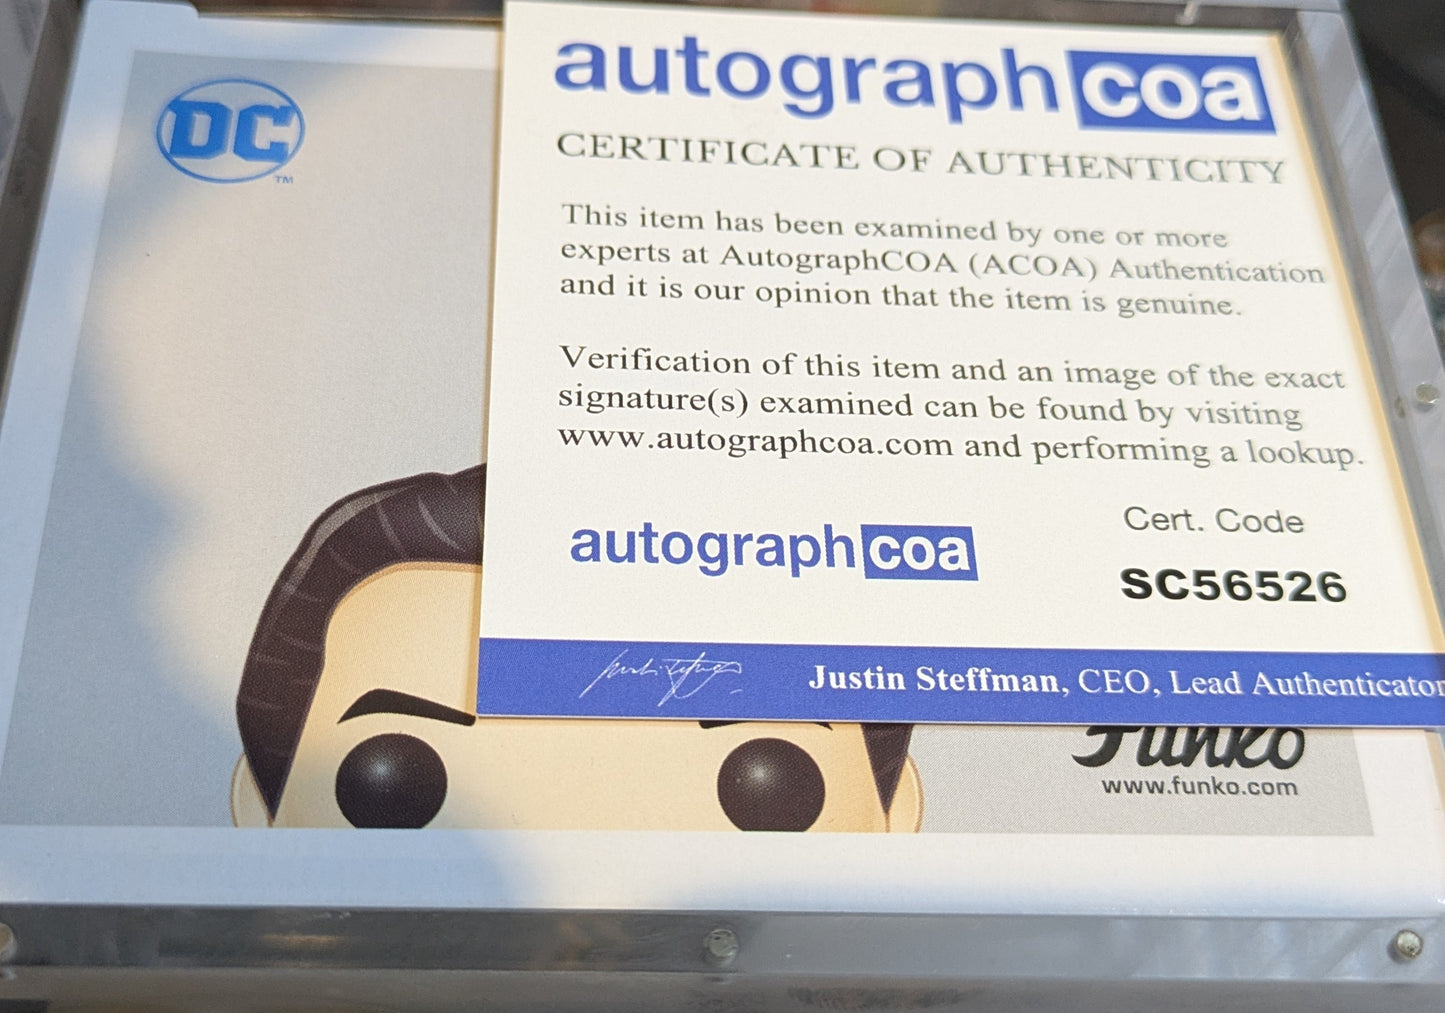 DC
TM
autographcoa
CERTIFICATE OF AUTHENTICITY
This item has been examined by one or more
experts at AutographCOA (ACOA) Authentication
and it is our opinion that the item is genuine.
Verification of this item and an image of the exact
signature(s) examined can be found by visiting
www.autographcoa.com and performing a lookup.
autographcoa
Cert. Code
SC56526
Justin Steffman, CEO, Lead Authenticator
Funko
www.funko.com